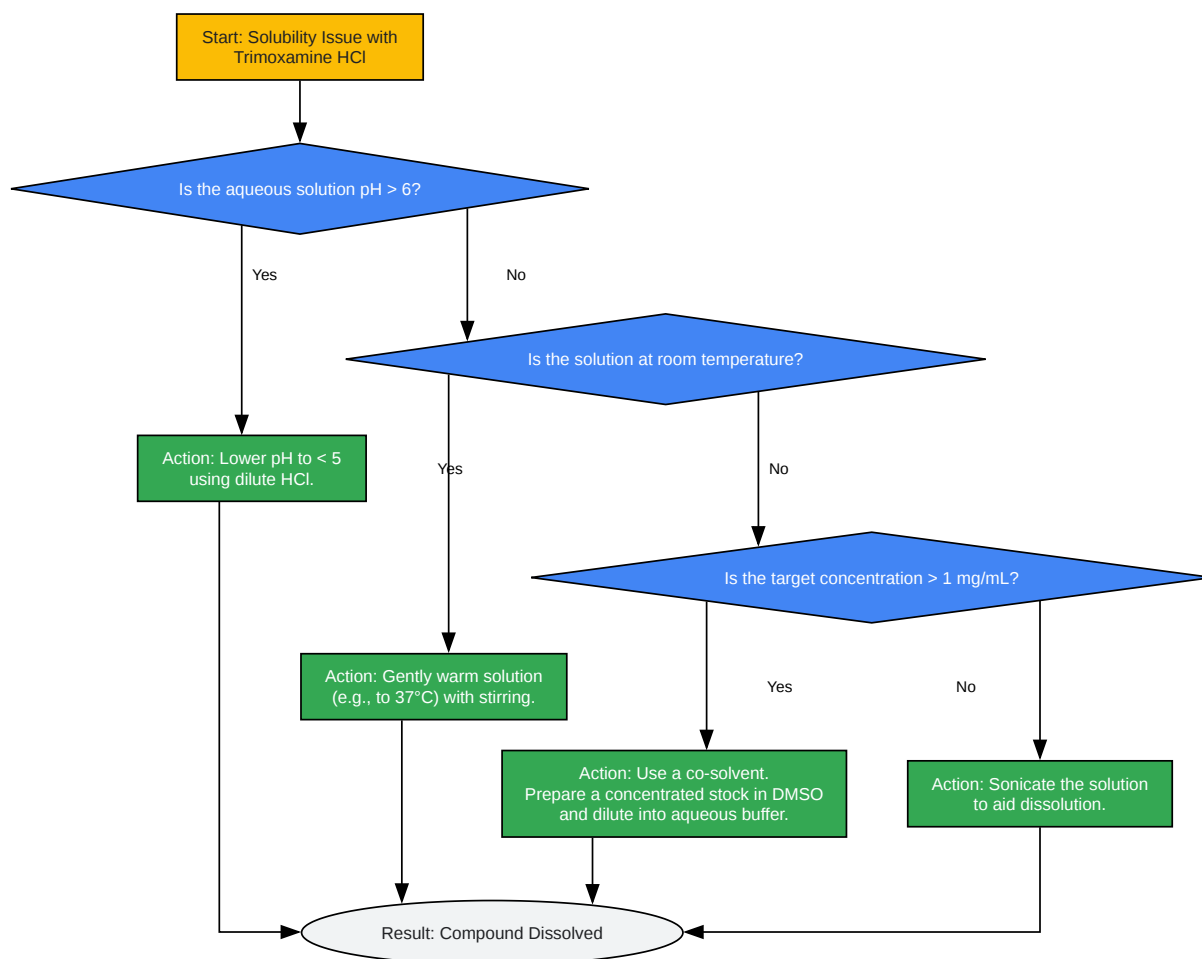 Start: Solubility Issue with
Trimoxamine HCl
Is the aqueous solution pH > 6?
Yes
No
Is the solution at room temperature?
Action: Lower pH to < 5
using dilute HCl.
Yes
No
Is the target concentration > 1 mg/mL?
Action: Gently warm solution
(e.g., to 37°C) with stirring.
Yes
No
Action: Use a co-solvent.
Prepare a concentrated stock in DMSO
and dilute into aqueous buffer.
Action: Sonicate the solution
to aid dissolution.
Result: Compound Dissolved